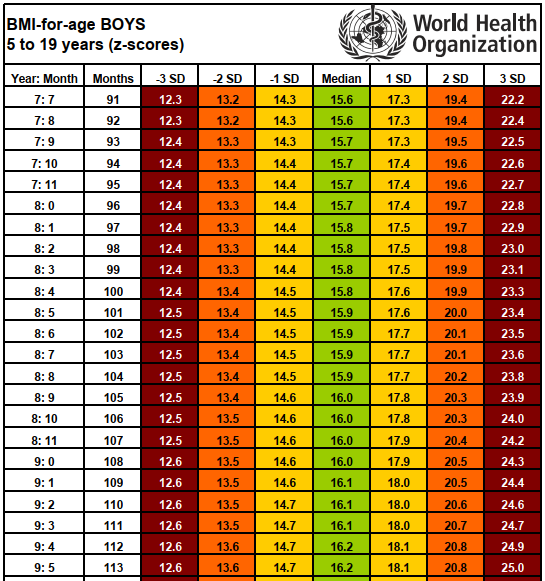 BMI-for-age BOYS
5 to 19 years (z-scores)
World Health
Organization
Year: Month Months -3 SD -2 SD -1 SD Median 1 SD 2 SD 3 SD
7: 7 91 12.3 13.2 14.3 15.6 17.3 19.4 22.2
7: 8 92 12.3 13.2 14.3 15.6 17.3 19.4 22.4
7: 9 93 12.4 13.3 14.3 15.7 17.3 19.5 22.5
7: 10 94 12.4 13.3 14.4 15.7 17.4 19.6 22.6
7: 11 95 12.4 13.3 14.4 15.7 17.4 19.6 22.7
8: 0 96 12.4 13.3 14.4 15.7 17.4 19.7 22.8
8: 1 97 12.4 13.3 14.4 15.8 17.5 19.7 22.9
8: 2 98 12.4 13.3 14.4 15.8 17.5 19.8 23.0
8: 3 99 12.4 13.3 14.4 15.8 17.5 19.9 23.1
8: 4 100 12.4 13.4 14.5 15.8 17.6 19.9 23.3
8: 5 101 12.5 13.4 14.5 15.9 17.6 20.0 23.4
8: 6 102 12.5 13.4 14.5 15.9 17.7 20.1 23.5
8: 7 103 12.5 13.4 14.5 15.9 17.7 20.1 23.6
8: 8 104 12.5 13.4 14.5 15.9 17.7 20.2 23.8
8: 9 105 12.5 13.4 14.6 16.0 17.8 20.3 23.9
8: 10 106 12.5 13.5 14.6 16.0 17.8 20.3 24.0
8: 11 107 12.5 13.5 14.6 16.0 17.9 20.4 24.2
9: 0 108 12.6 13.5 14.6 16.0 17.9 20.5 24.3
9: 1 109 12.6 13.5 14.6 16.1 18.0 20.5 24.4
9: 2 110 12.6 13.5 14.7 16.1 18.0 20.6 24.6
9: 3 111 12.6 13.5 14.7 16.1 18.0 20.7 24.7
9: 4 112 12.6 13.6 14.7 16.2 18.1 20.8 24.9
9: 5 113 12.6 13.6 14.7 16.2 18.1 20.8 25.0